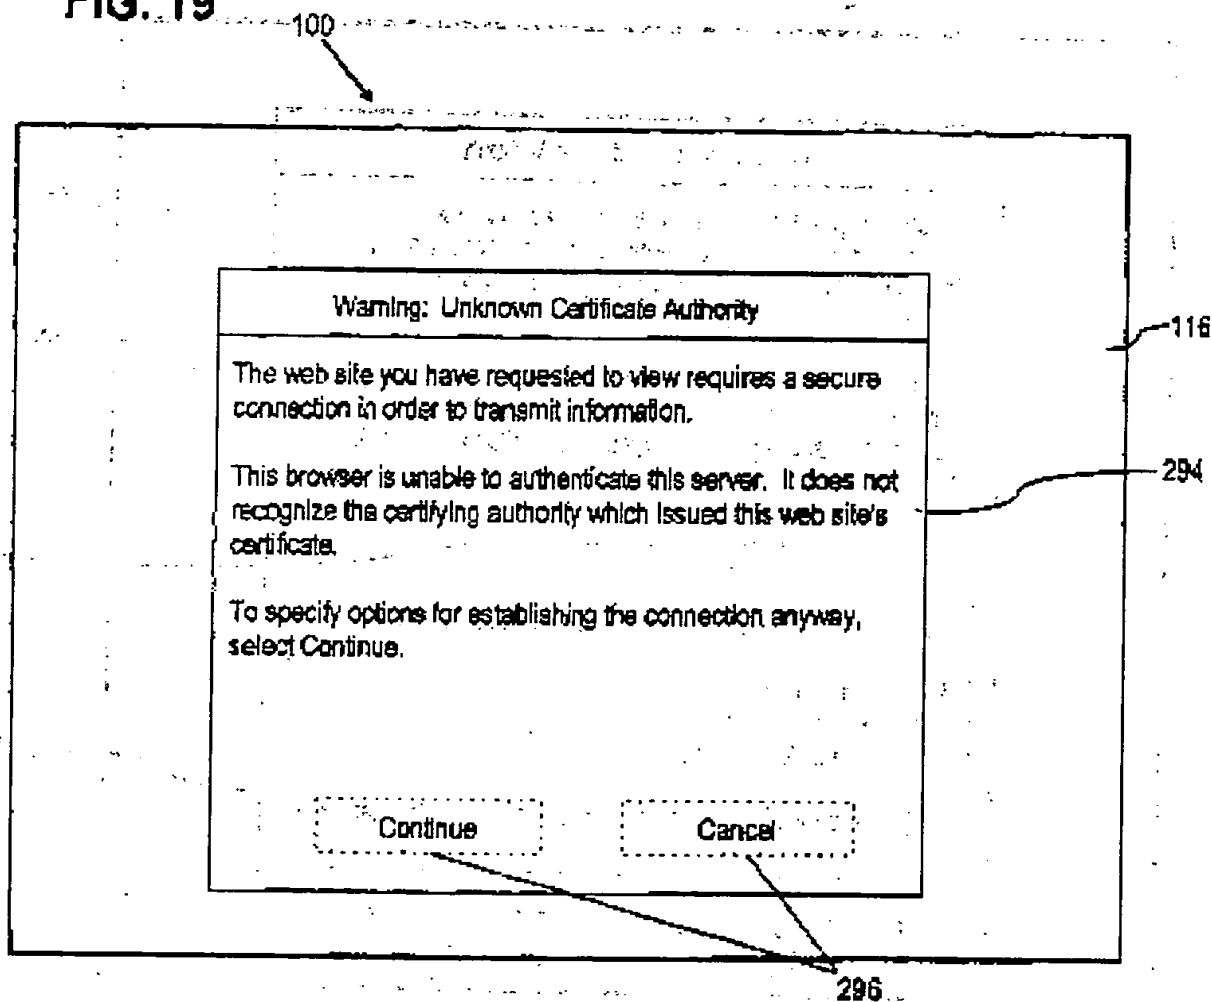 FIG. 19
100
Warning: Unknown Certificate Authority
116
The web site you have requested to view requires a secure
connection in order to transmit information.
294
This browser is unable to authenticate this server. It does not
recognize the certifying authority which issued this web site's
certificate.
To specify options for establishing the connection anyway,
select Continue.
Continue
Cancel
296